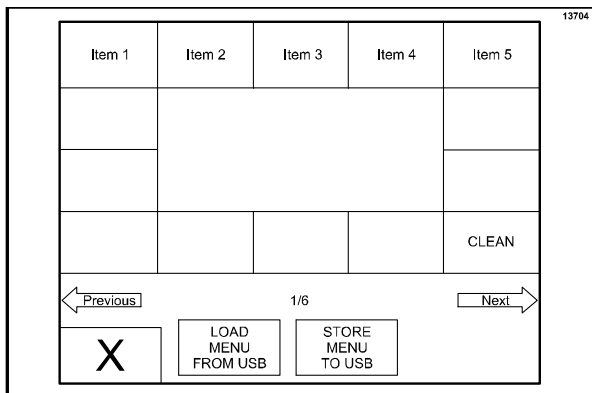 13704
Item 1 Item 2 Item 3 Item 4 Item 5
CLEAN
Previous 1/6 Next
X
LOAD
MENU
FROM USB
STORE
MENU
TO USB